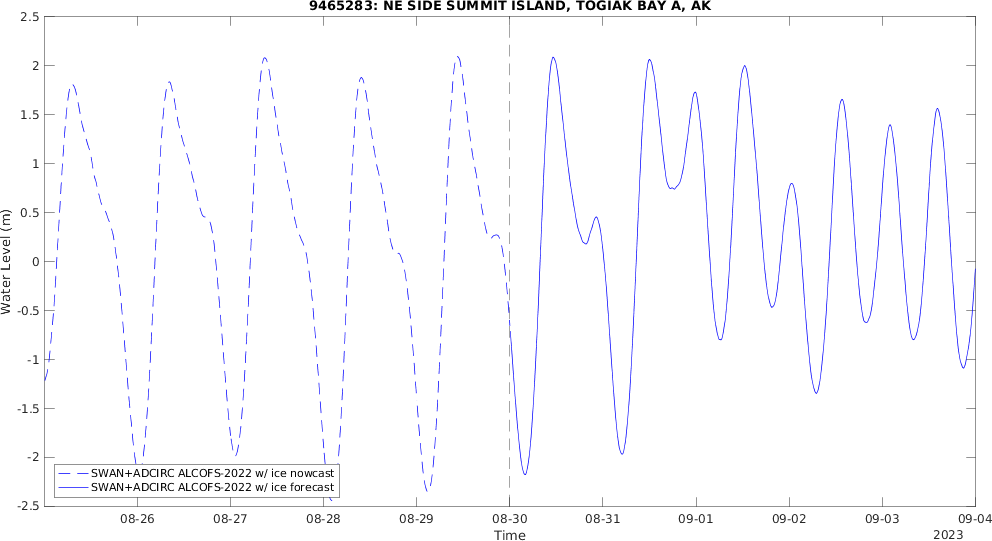 9465283: NE SIDE SUMMIT ISLAND, TOGIAK BAY A, AK
Water Level (m)
2.5
2
1.5
1
0.5
0
-0.5
-1
-1.5
-2
-2.5
SWAN+ADCIRC ALCOFS-2022 w/ ice nowcast
SWAN+ADCIRC ALCOFS-2022 w/ ice forecast
08-26 08-27 08-28 08-29 08-30 08-31 09-01 09-02 09-03 09-04
Time
2023